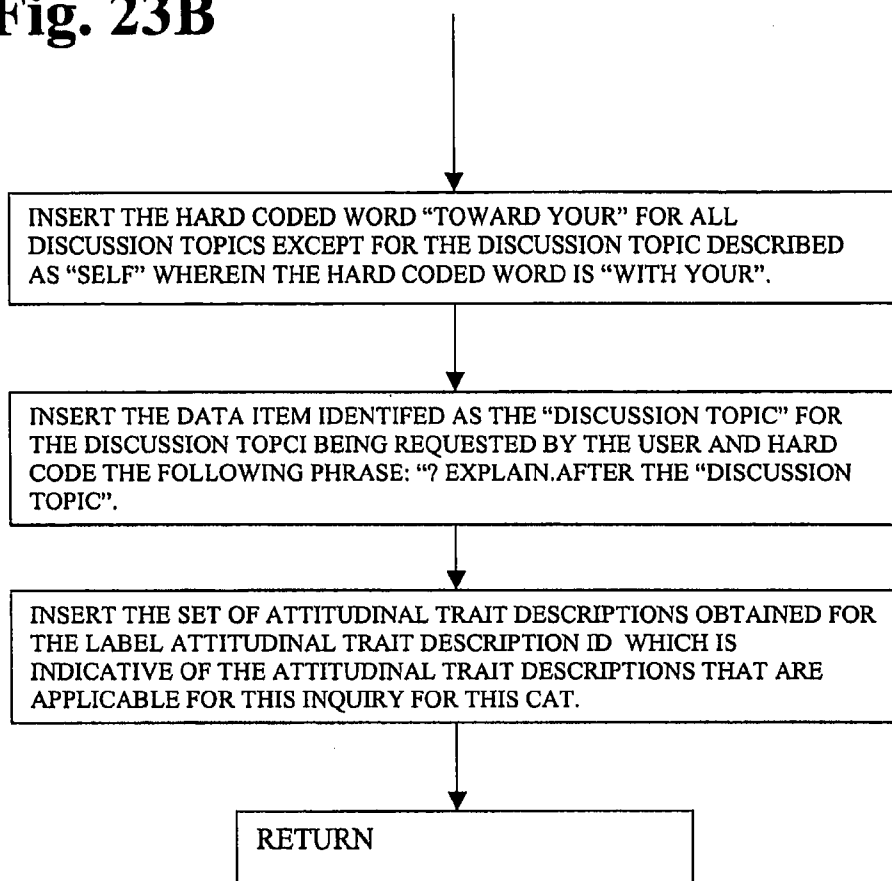 Fig. 23B
INSERT THE HARD CODED WORD “TOWARD YOUR” FOR ALL
DISCUSSION TOPICS EXCEPT FOR THE DISCUSSION TOPIC DESCRIBED
AS “SELF” WHEREIN THE HARD CODED WORD IS “WITH YOUR”.
INSERT THE DATA ITEM IDENTIFED AS THE “DISCUSSION TOPIC” FOR
THE DISCUSSION TOPCI BEING REQUESTED BY THE USER AND HARD
CODE THE FOLLOWING PHRASE: “? EXPLAIN.AFTER THE “DISCUSSION
TOPIC”.
INSERT THE SET OF ATTITUDINAL TRAIT DESCRIPTIONS OBTAINED FOR
THE LABEL ATTITUDINAL TRAIT DESCRIPTION ID WHICH IS
INDICATIVE OF THE ATTITUDINAL TRAIT DESCRIPTIONS THAT ARE
APPLICABLE FOR THIS INQUIRY FOR THIS CAT.
RETURN